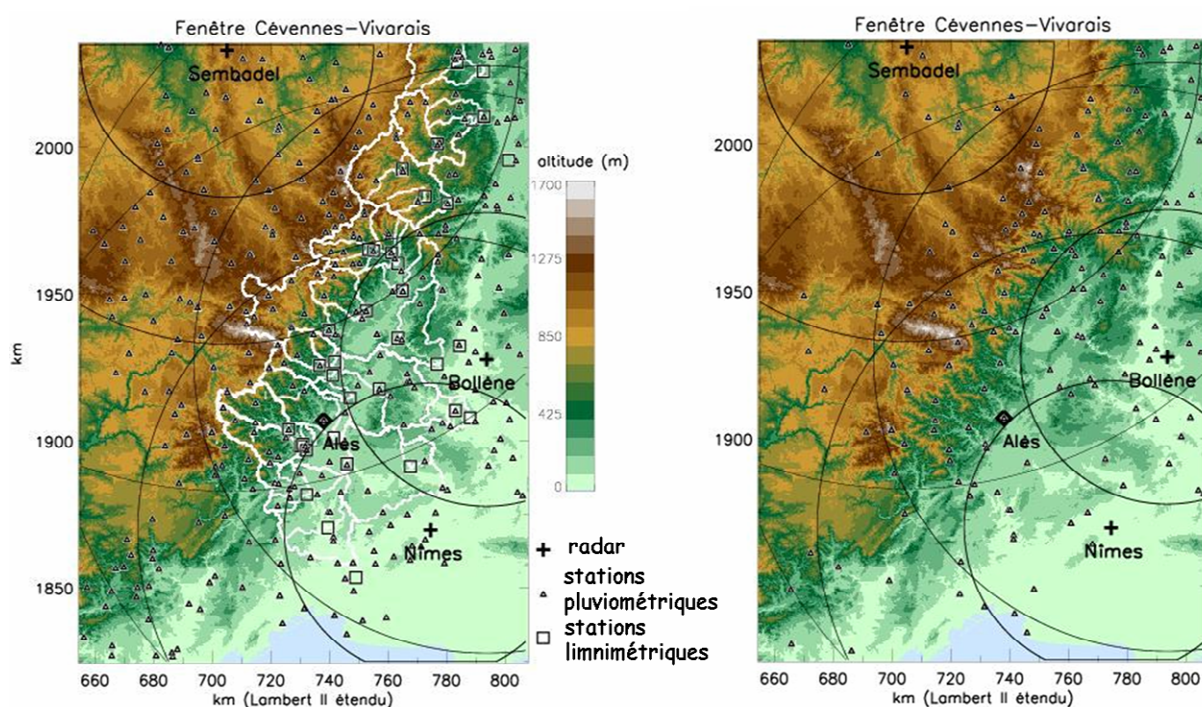 Fenêtre Cévennes-Vivarais
Sembadel
Bollène
Alès
Nîmes
2000
1950
1900
1850
km
660 680 700 720 740 760 780 800
km (Lambert II étendu)
altitude (m)
1700
1275
850
425
0
radar
stations
pluviométriques
stations
limnimétriques
Fenêtre Cévennes-Vivarais
Sembadel
Bollène
Alès
Nîmes
2000
1950
1900
660 680 700 720 740 760 780 800
km (Lambert II étendu)